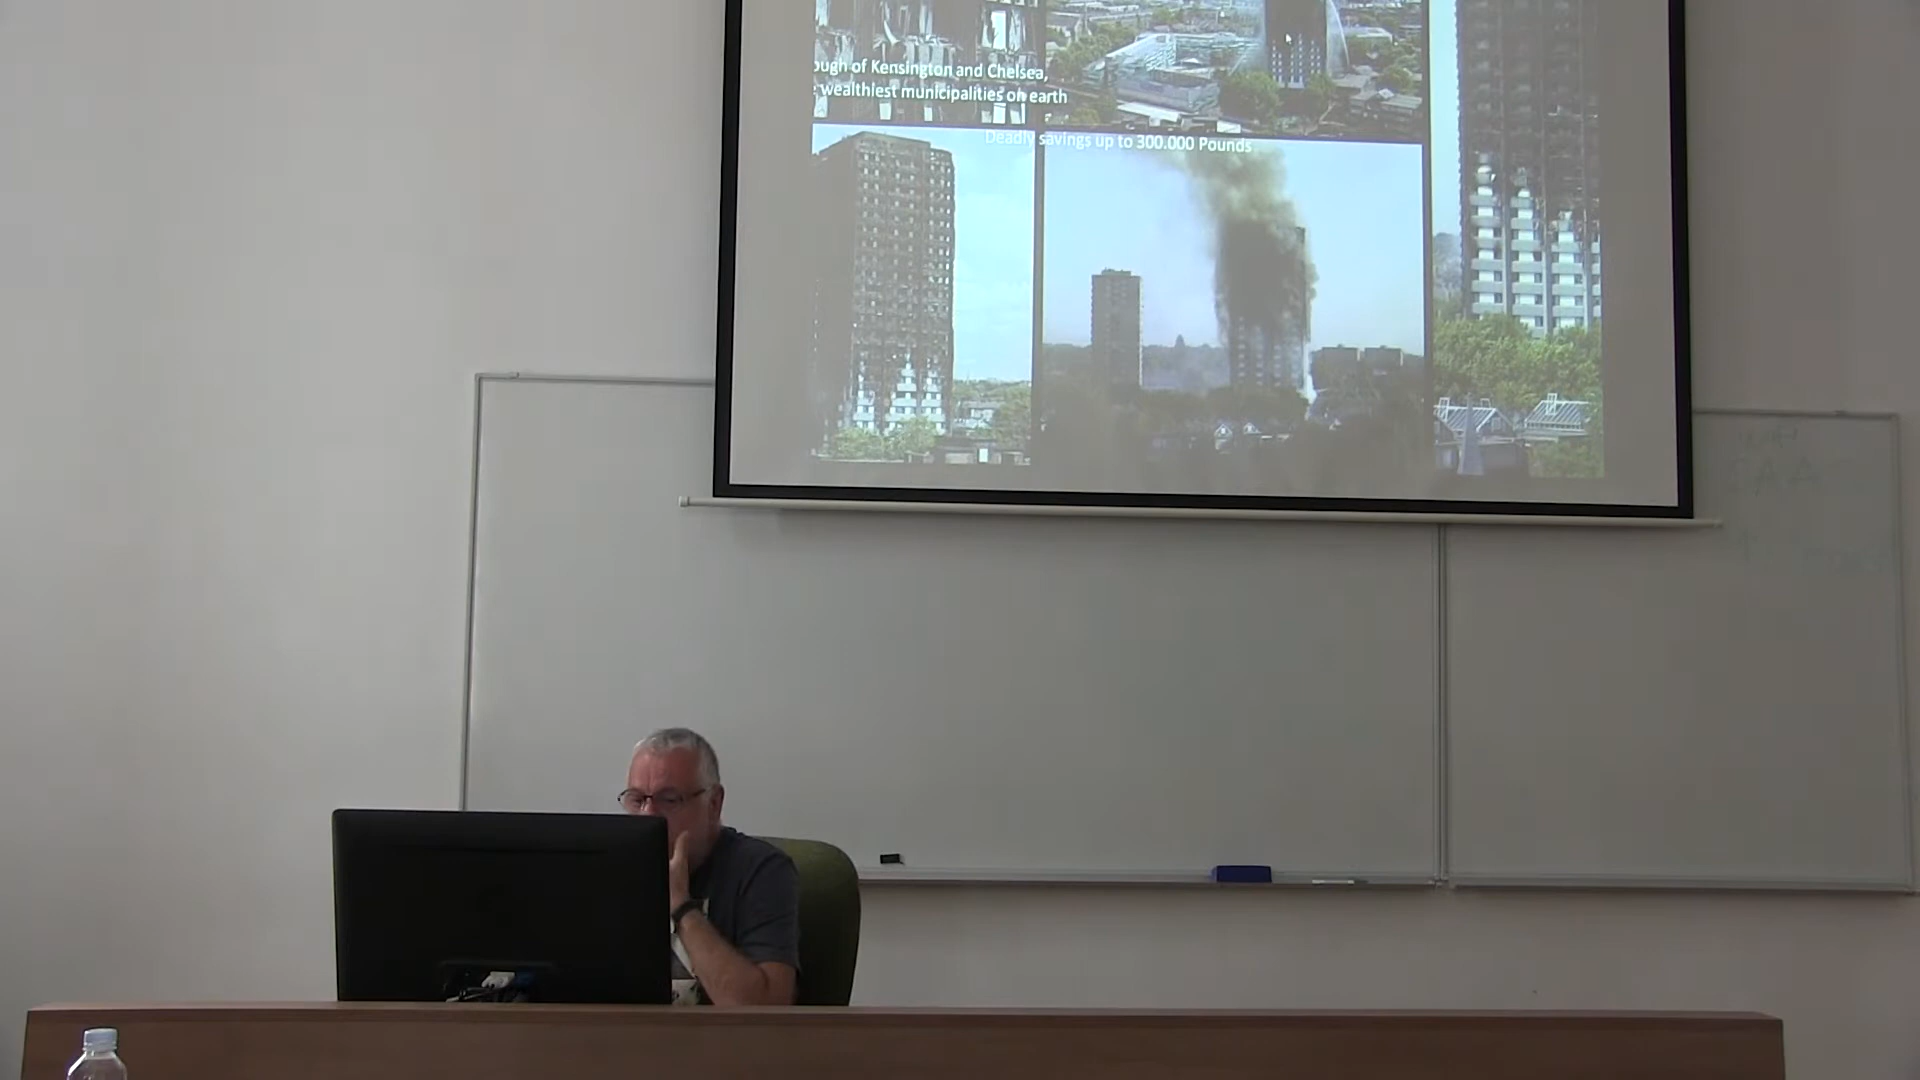 ough of Kensington and Chelsea,
wealthiest municipalities on earth
Deadly savings up to 300.000 Pounds